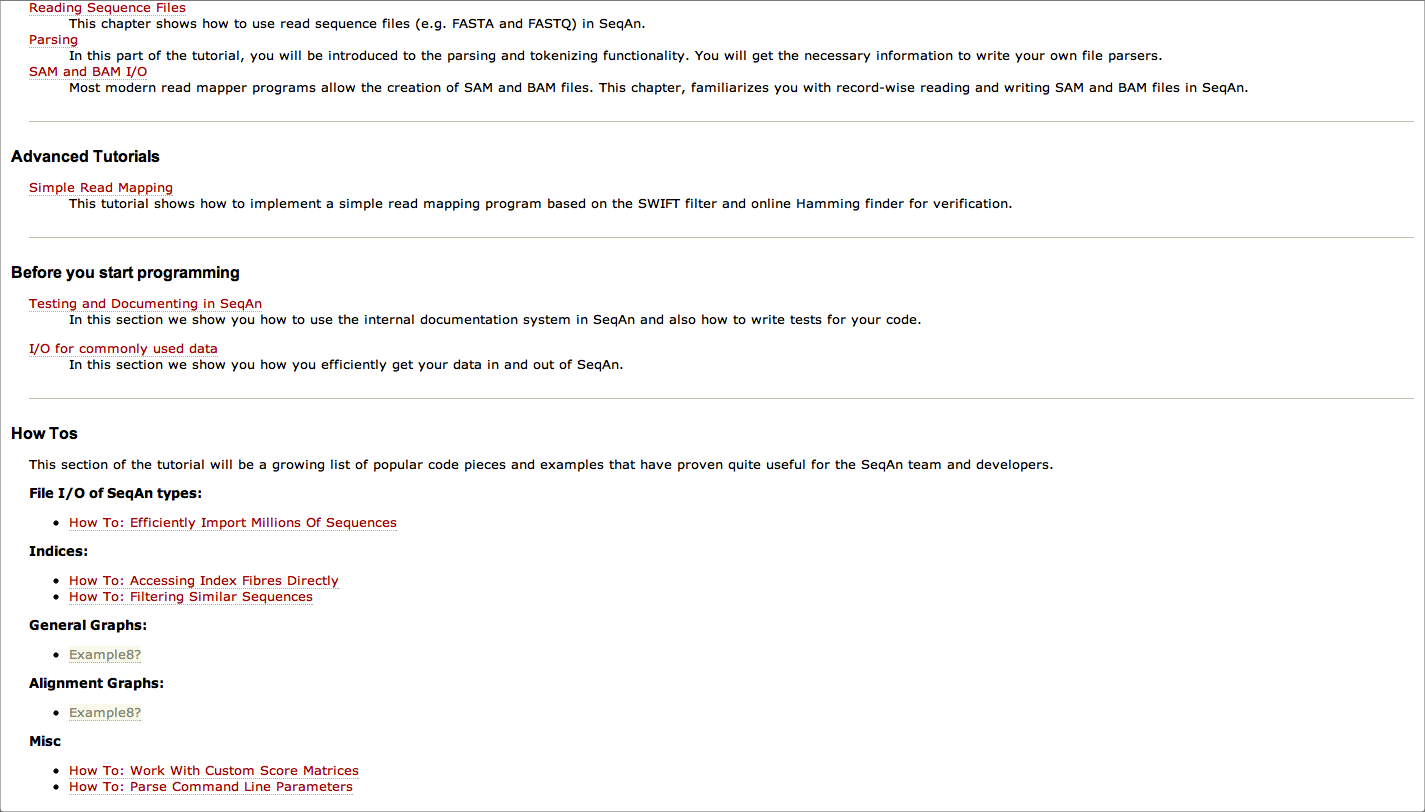 Reading Sequence Files
This chapter shows how to use read sequence files (e.g. FASTA and FASTQ) in SeqAn.
Parsing
In this part of the tutorial, you will be introduced to the parsing and tokenizing functionality. You will get the necessary information to write your own file parsers.
SAM and BAM I/O
Most modern read mapper programs allow the creation of SAM and BAM files. This chapter, familiarizes you with record-wise reading and writing SAM and BAM files in SeqAn.
Advanced Tutorials
Simple Read Mapping
This tutorial shows how to implement a simple read mapping program based on the SWIFT filter and online Hamming finder for verification.
Before you start programming
Testing and Documenting in SeqAn
In this section we show you how to use the internal documentation system in SeqAn and also how to write tests for your code.
I/O for commonly used data
In this section we show you how you efficiently get your data in and out of SeqAn.
How Tos
This section of the tutorial will be a growing list of popular code pieces and examples that have proven quite useful for the SeqAn team and developers.
File I/O of SeqAn types:
• How To: Efficiently Import Millions Of Sequences
Indices:
• How To: Accessing Index Fibres Directly
• How To: Filtering Similar Sequences
General Graphs:
• Example8?
Alignment Graphs:
• Example8?
Misc
• How To: Work With Custom Score Matrices
• How To: Parse Command Line Parameters